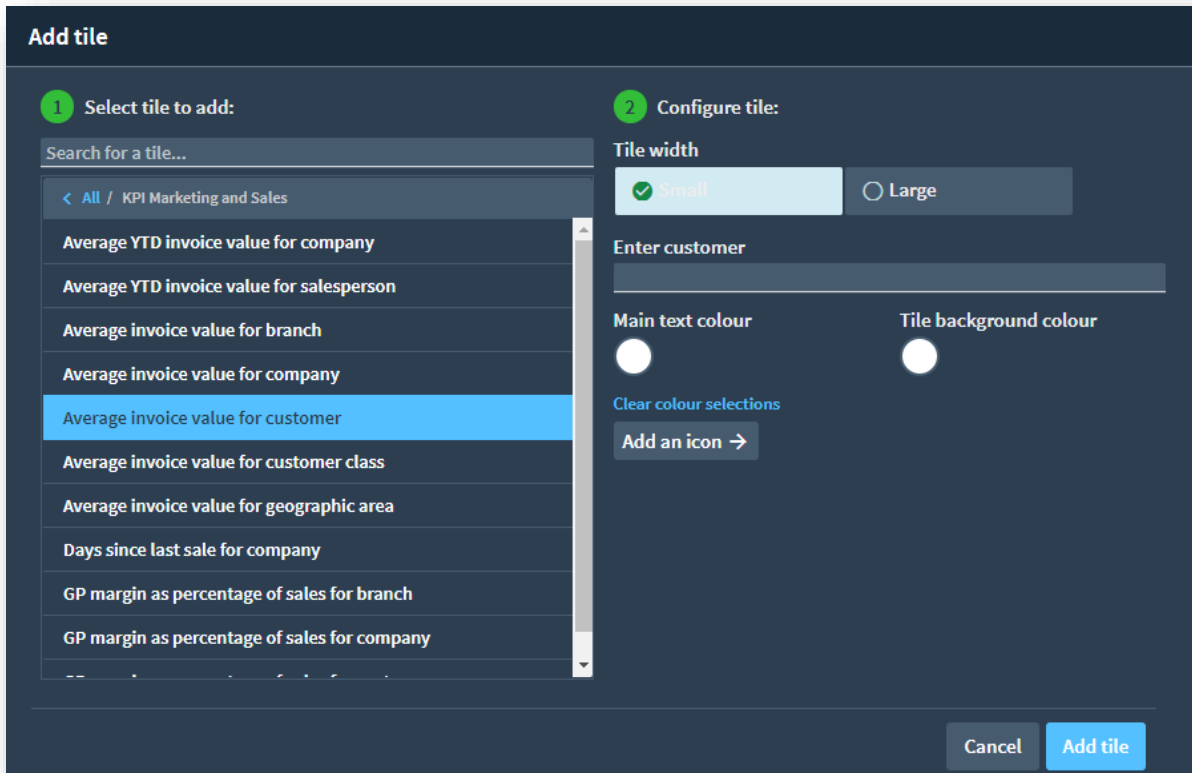 Add tile
1 Select tile to add:
Search for a tile...
< All / KPI Marketing and Sales
Average YTD invoice value for company
Average YTD invoice value for salesperson
Average invoice value for branch
Average invoice value for company
Average invoice value for customer
Average invoice value for customer class
Average invoice value for geographic area
Days since last sale for company
GP margin as percentage of sales for branch
GP margin as percentage of sales for company
2 Configure tile:
Tile width
Small
Large
Enter customer
Main text colour
Tile background colour
Clear colour selections
Add an icon →
Cancel
Add tile